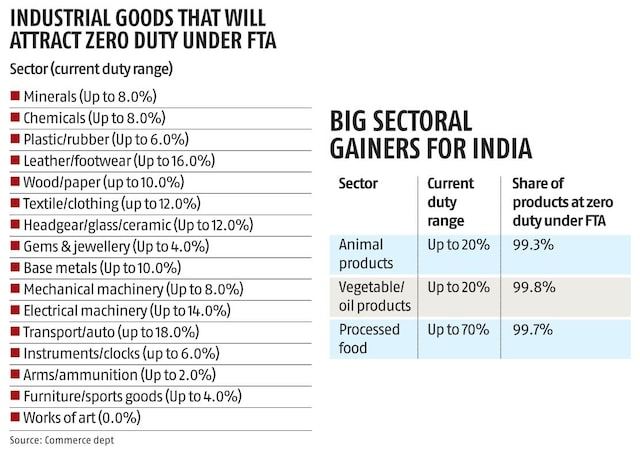 INDUSTRIAL GOODS THAT WILL
ATTRACT ZERO DUTY UNDER FTA
Sector (current duty range)
Minerals (Up to 8.0%)
Chemicals (Up to 8.0%)
Plastic/rubber (Up to 6.0%)
Leather/footwear (Up to 16.0%)
Wood/paper (up to 10.0%)
Textile/clothing (up to 12.0%)
Headgear/glass/ceramic (Up to 12.0%)
Gems & jewellery (Up to 4.0%)
Base metals (Up to 10.0%)
Mechanical machinery (Up to 8.0%)
Electrical machinery (Up to 14.0%)
Transport/auto (up to 18.0%)
Instruments/clocks (up to 6.0%)
Arms/ammunition (Up to 2.0%)
Furniture/sports goods (Up to 4.0%)
Works of art (0.0%)
Source: Commerce dept
BIG SECTORAL
GAINERS FOR INDIA
Sector Current Share of
duty products at zero
range duty under FTA
Animal Up to 20% 99.3%
products
Vegetable/ Up to 20% 99.8%
oil products
Processed Up to 70% 99.7%
food